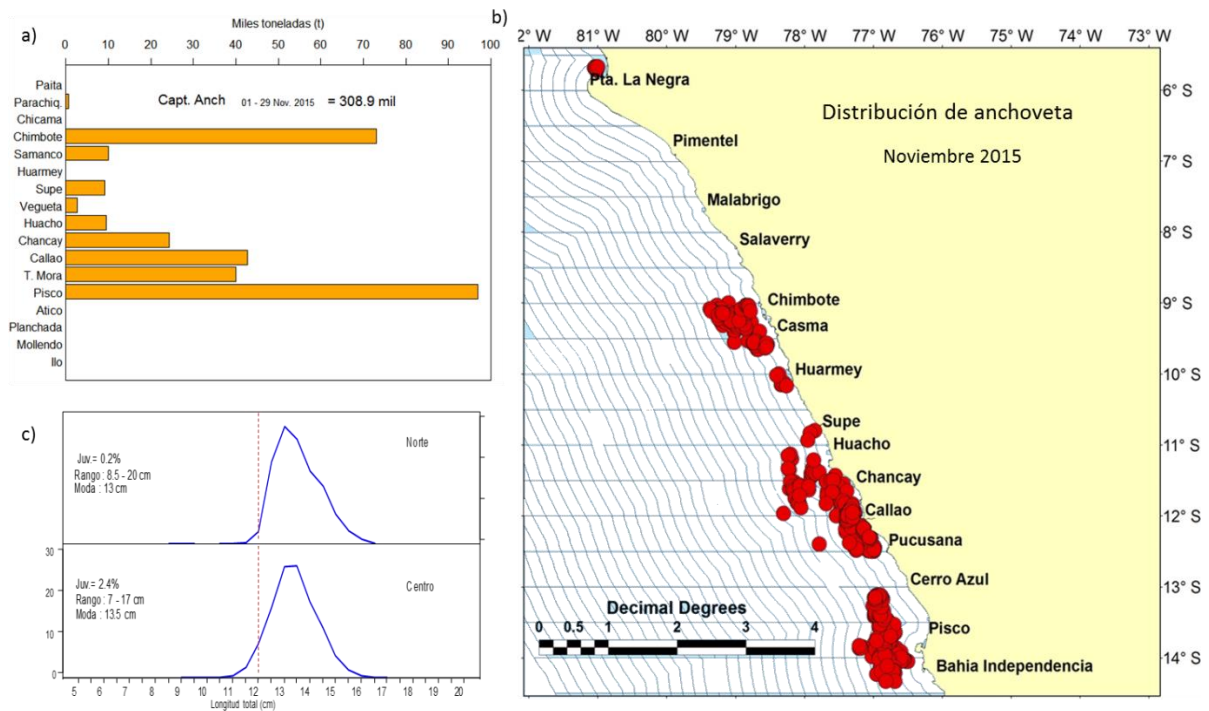 a)
Miles toneladas (t)
0 10 20 30 40 50 60 70 80 90 100
Capt. Anch 01 - 29 Nov. 2015 = 308.9 mil
Paita
Parachiq.
Chicama
Chimbote
Samanco
Huarmey
Supe
Vegueta
Huacho
Chancay
Callao
T. Mora
Pisco
Atico
Planchada
Mollendo
Ilo
b)
2 W 81° W 80° W 79° W 78° W 77° W 76° W 75° W 74° W 73° W
Distribución de anchoveta
Noviembre 2015
Pta. La Negra
Pimentel
Malabrigo
Salaverry
Chimbote
Casma
Huarmey
Supe
Huacho
Chancay
Callao
Pucusana
Cerro Azul
Pisco
Bahia Independencia
6° S
7° S
8° S
9° S
10° S
11° S
12° S
13° S
14° S
Decimal Degrees
0 0.5 1 2 3 4
c)
Norte
Juv.= 0.2%
Rango : 8.5 - 20 cm
Moda : 13 cm
Centro
Juv.= 2.4%
Rango : 7 - 17 cm
Moda : 13.5 cm
30
20
10
0
5 6 7 8 9 10 11 12 13 14 15 16 17 18 19 20
Longitud total (cm)